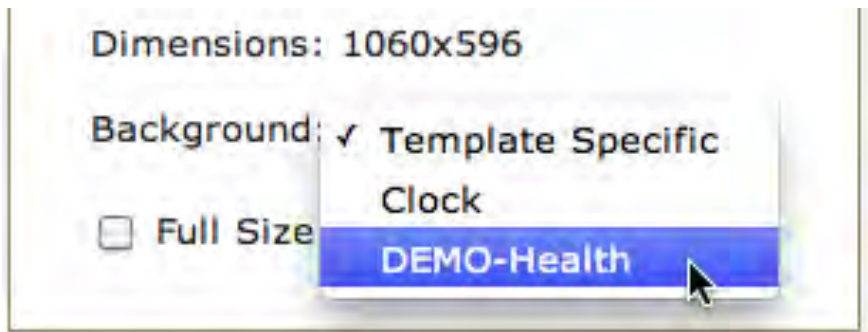 Dimensions: 1060x596
Background: ✓ Template Specific
Clock
Full Size
DEMO-Health